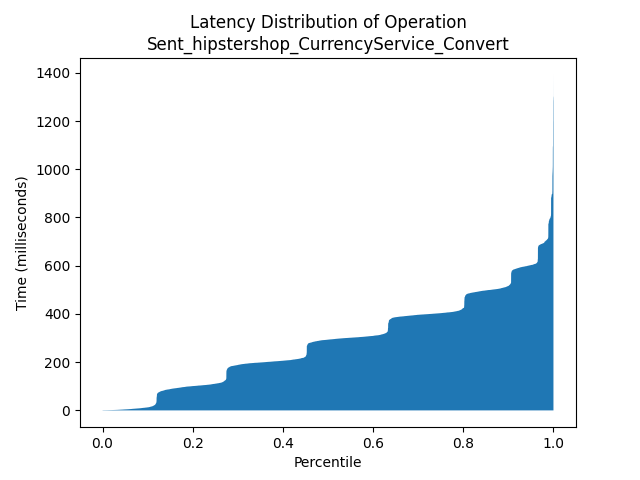 Latency Distribution of Operation
Sent_hipstershop_CurrencyService_Convert
1400
1200
1000
800
600
400
200
0
Time (milliseconds)
0.0 0.2 0.4 0.6 0.8 1.0
Percentile